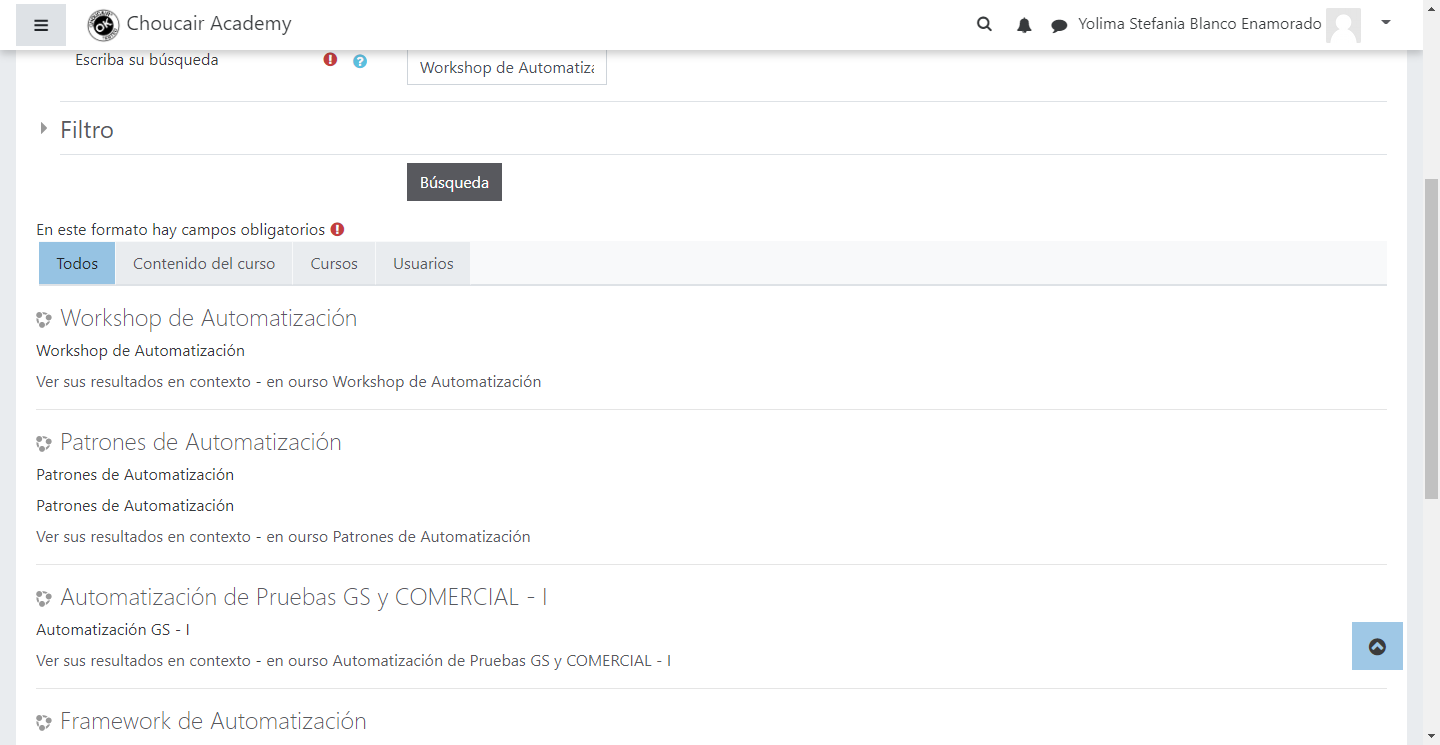 Choucair Academy
Yolima Stefania Blanco Enamorado
Escriba su búsqueda
Workshop de Automatiza
Filtro
Búsqueda
En este formato hay campos obligatorios
Todos
Contenido del curso
Cursos
Usuarios
Workshop de Automatización
Workshop de Automatización
Ver sus resultados en contexto - en ourso Workshop de Automatización
Patrones de Automatización
Patrones de Automatización
Patrones de Automatización
Ver sus resultados en contexto - en ourso Patrones de Automatización
Automatización de Pruebas GS y COMERCIAL - I
Automatización GS - I
Ver sus resultados en contexto - en ourso Automatización de Pruebas GS y COMERCIAL - I
Framework de Automatización